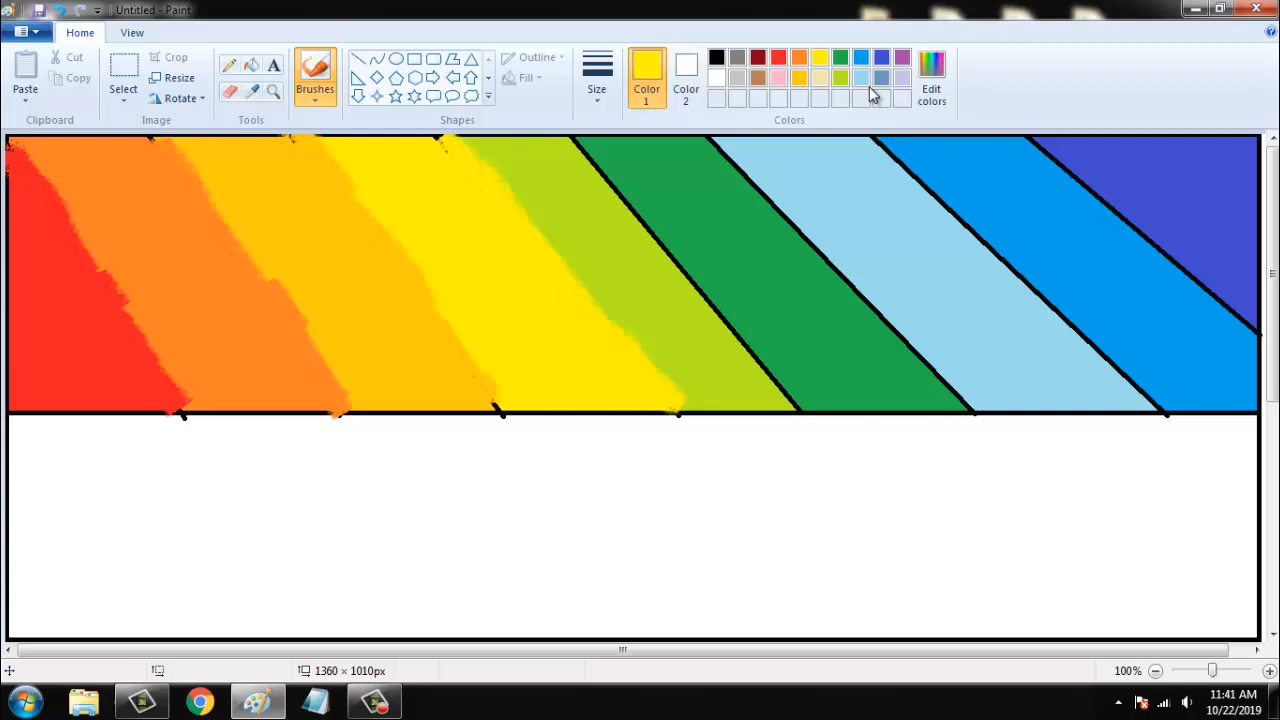 Untitled - Paint
Home
View
Paste
Cut
Copy
Clipboard
Select
Crop
Resize
Rotate
Image
A
Tools
Brushes
Outline
Fill
Shapes
Size
Color 1
Color 2
Edit colors
Colors
1360 × 1010px
100%
11:41 AM
10/22/2019